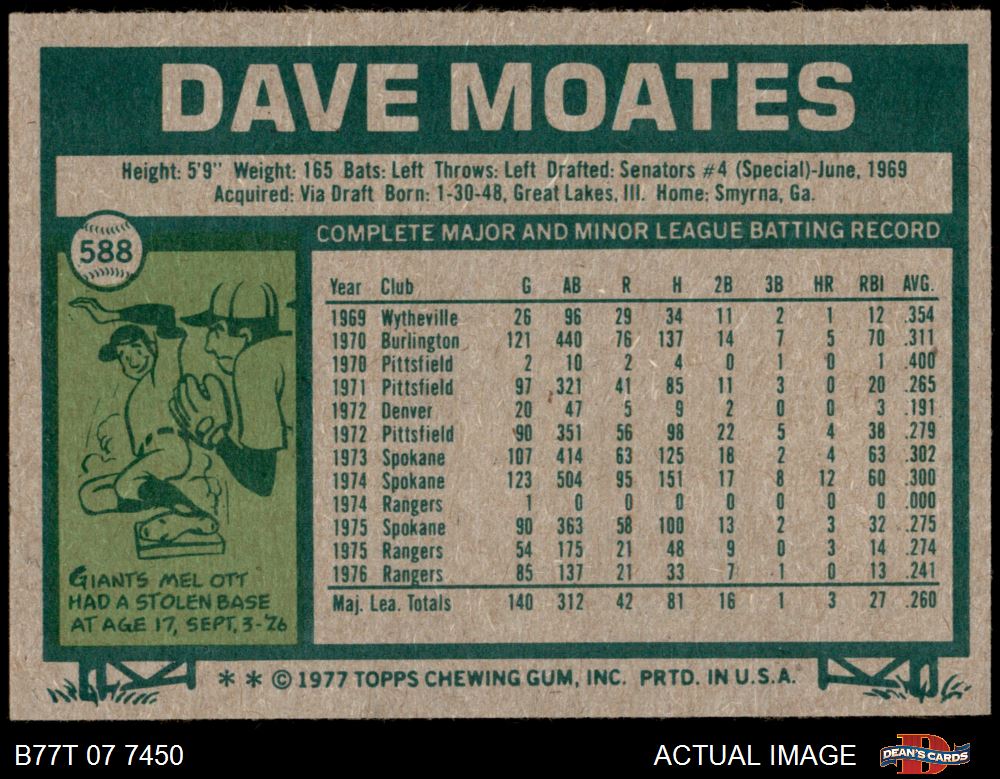 DAVE MOATES
Height: 5'9" Weight: 165 Bats: Left Throws: Left Drafted: Senators #4 (Special)-June, 1969
Acquired: Via Draft Born: 1-30-48, Great Lakes, Ill. Home: Smyrna, Ga.
588
COMPLETE MAJOR AND MINOR LEAGUE BATTING RECORD
Year Club G AB R H 2B 3B HR RBI AVG.
1969 Wytheville 26 96 29 34 11 2 1 12 .354
1970 Burlington 121 440 76 137 14 7 5 70 .311
1970 Pittsfield 2 10 2 4 0 1 0 1 .400
1971 Pittsfield 97 321 41 85 11 3 0 20 .265
1972 Denver 20 47 5 9 2 0 0 3 .191
1972 Pittsfield 90 351 56 98 22 5 4 38 .279
1973 Spokane 107 414 63 125 18 2 4 63 .302
1974 Spokane 123 504 95 151 17 8 12 60 .300
1974 Rangers 1 0 0 0 0 0 0 0 .000
1975 Spokane 90 363 58 100 13 2 3 32 .275
1975 Rangers 54 175 21 48 9 0 3 14 .274
1976 Rangers 85 137 21 33 7 1 0 13 .241
Maj. Lea. Totals 140 312 42 81 16 1 3 27 .260
GIANTS MEL OTT
HAD A STOLEN BASE
AT AGE 17, SEPT, 3-'26
* * © 1977 TOPPS CHEWING GUM, INC. PRTD. IN U.S.A.
B77T 07 7450
ACTUAL IMAGE
DEAN'S CARDS